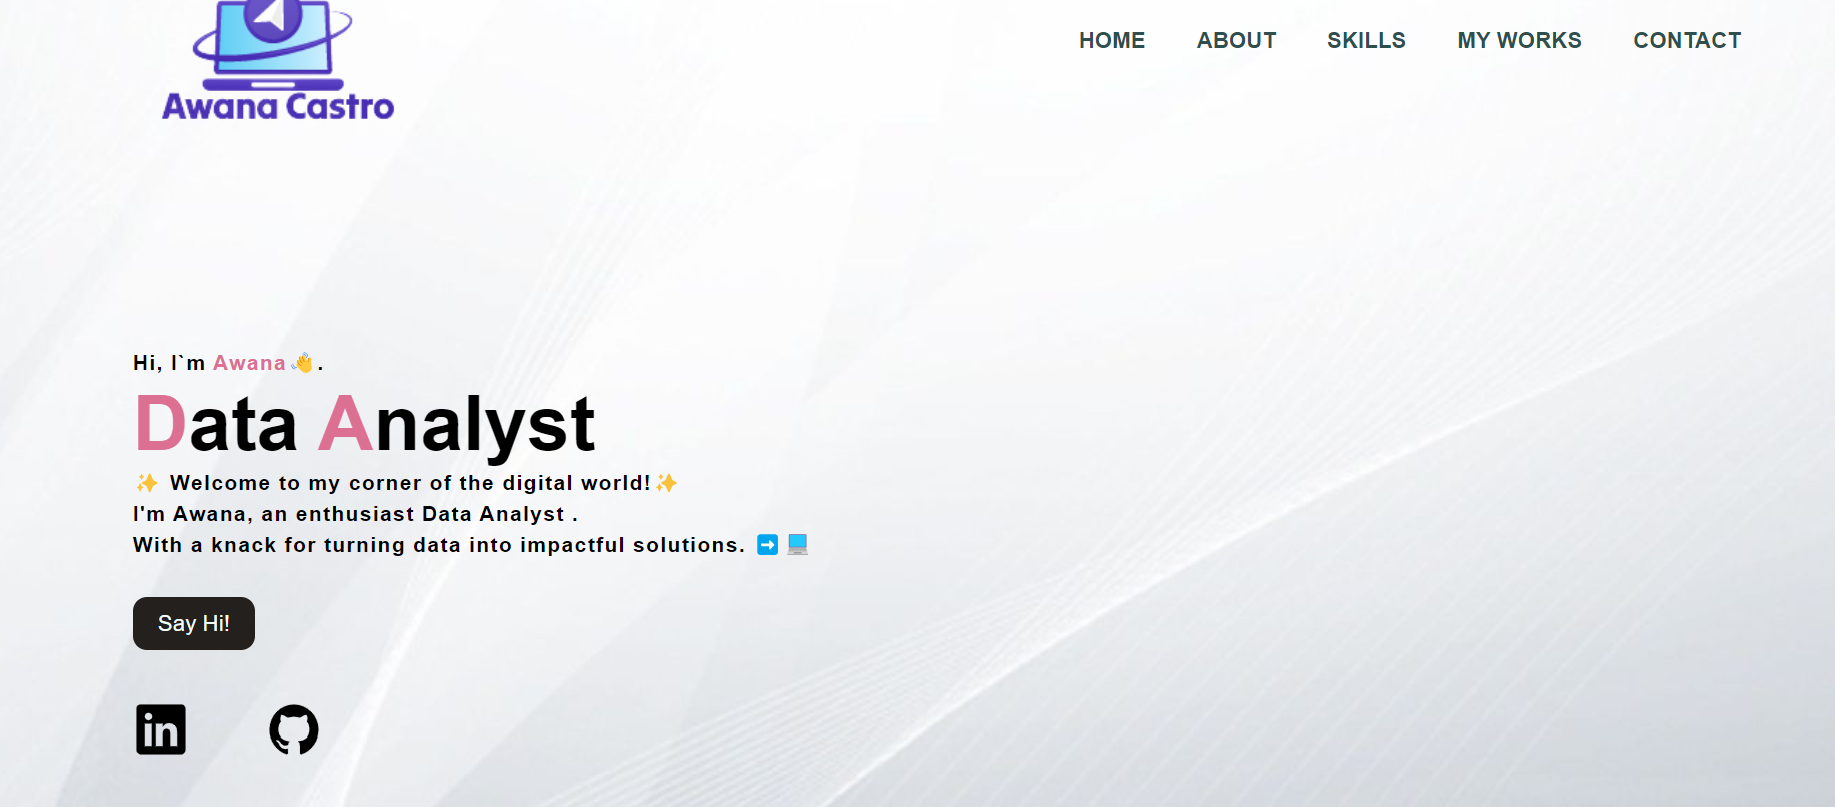 Awana Castro
HOME ABOUT SKILLS MY WORKS CONTACT
Hi, I`m Awana👋.
Data Analyst
✨ Welcome to my corner of the digital world!✨
I'm Awana, an enthusiast Data Analyst .
With a knack for turning data into impactful solutions. ➡️ 💻
Say Hi!
in